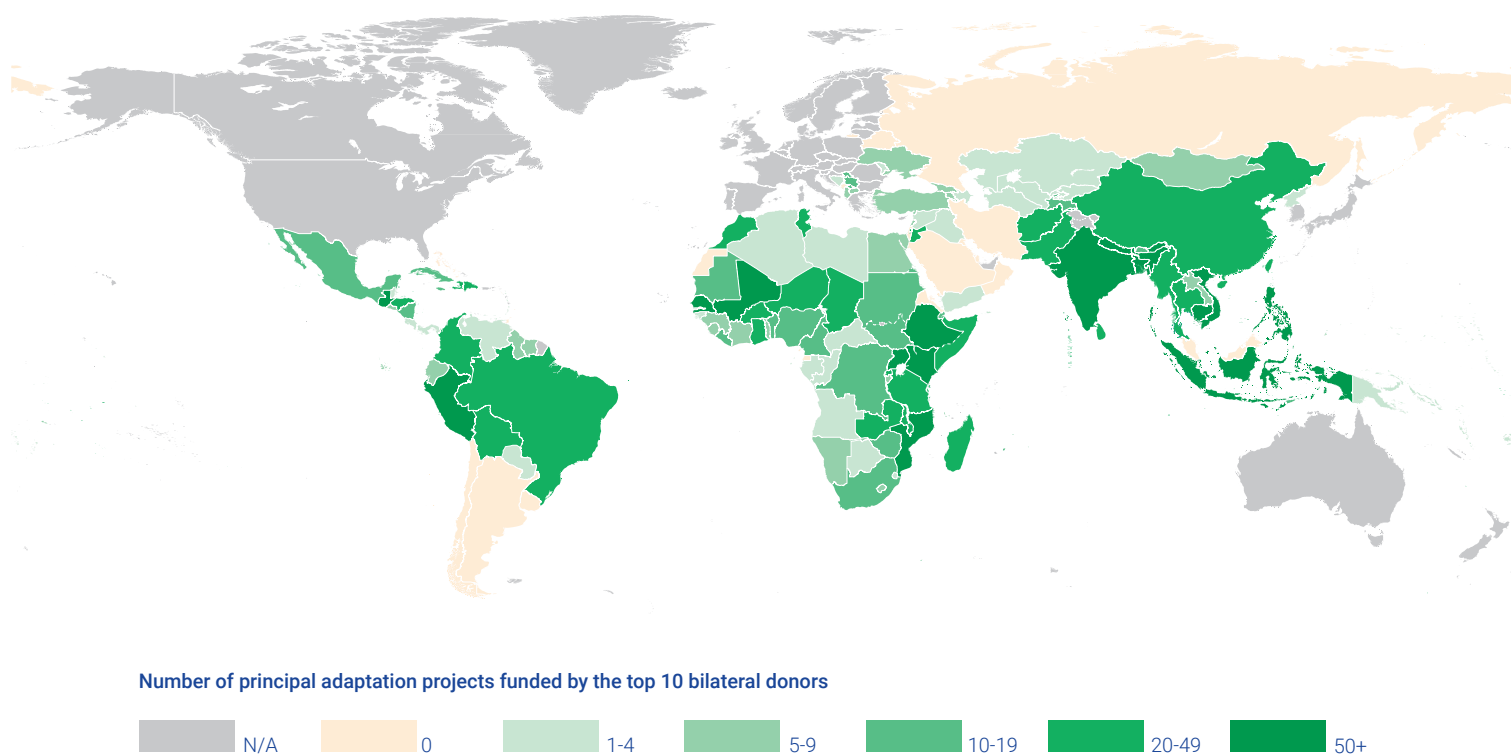 Number of principal adaptation projects funded by the top 10 bilateral donors
N/A 0 1-4 5-9 10-19 20-49 50+